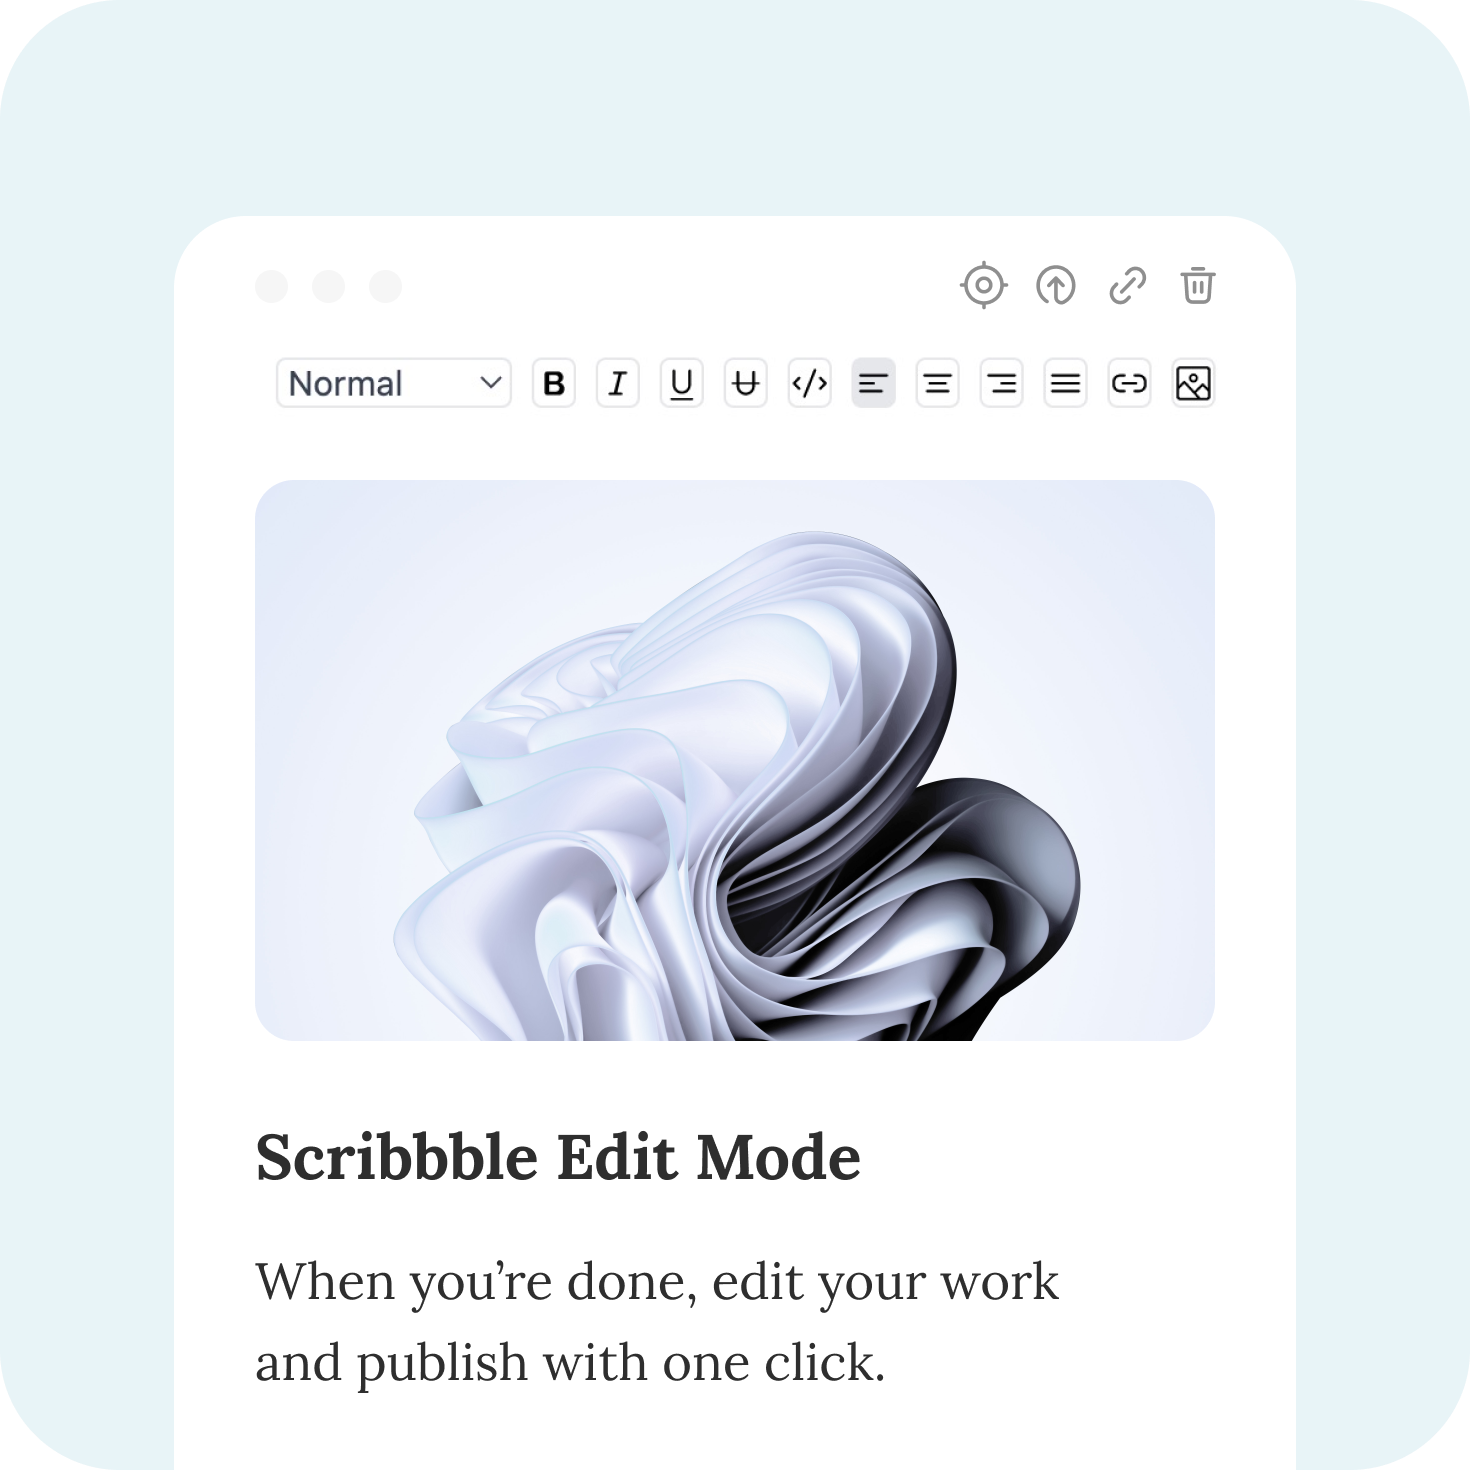 Normal
B I U U </>
Scribbble Edit Mode
When you’re done, edit your work
and publish with one click.